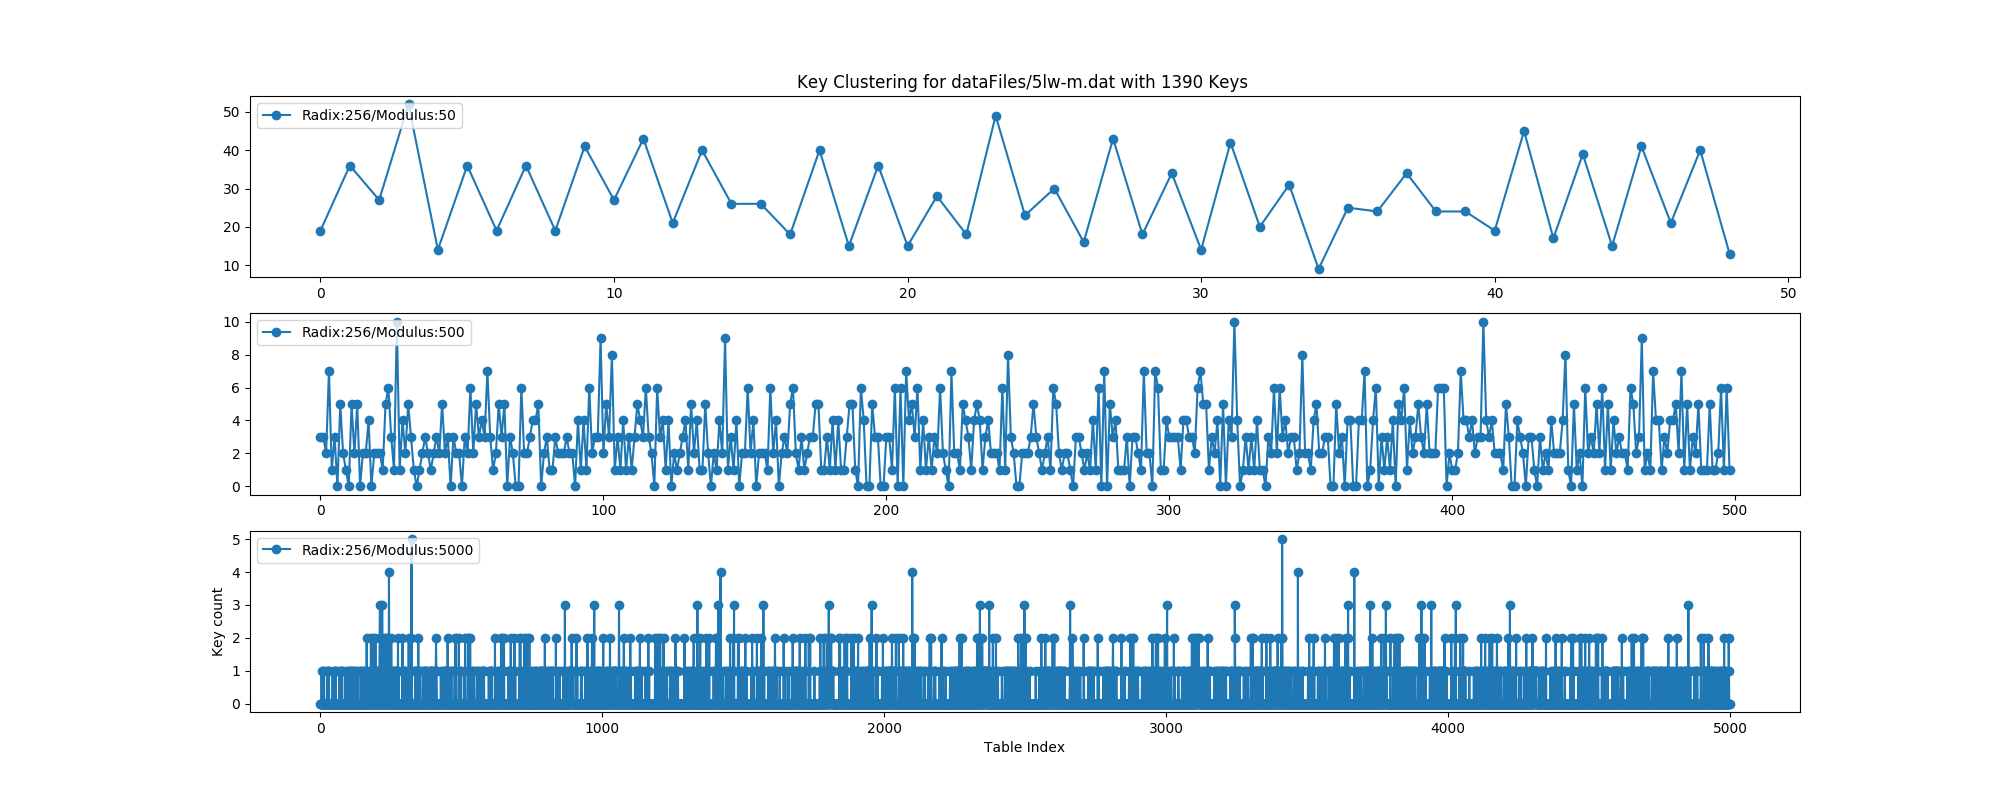 Key Clustering for dataFiles/5lw-m.dat with 1390 Keys
Radix:256/Modulus:50
50
40
30
20
10
0 10 20 30 40 50
Radix:256/Modulus:500
10
8
6
4
2
0
0 100 200 300 400 500
Radix:256/Modulus:5000
5
4
3
2
1
0
Key count
0 1000 2000 3000 4000 5000
Table Index